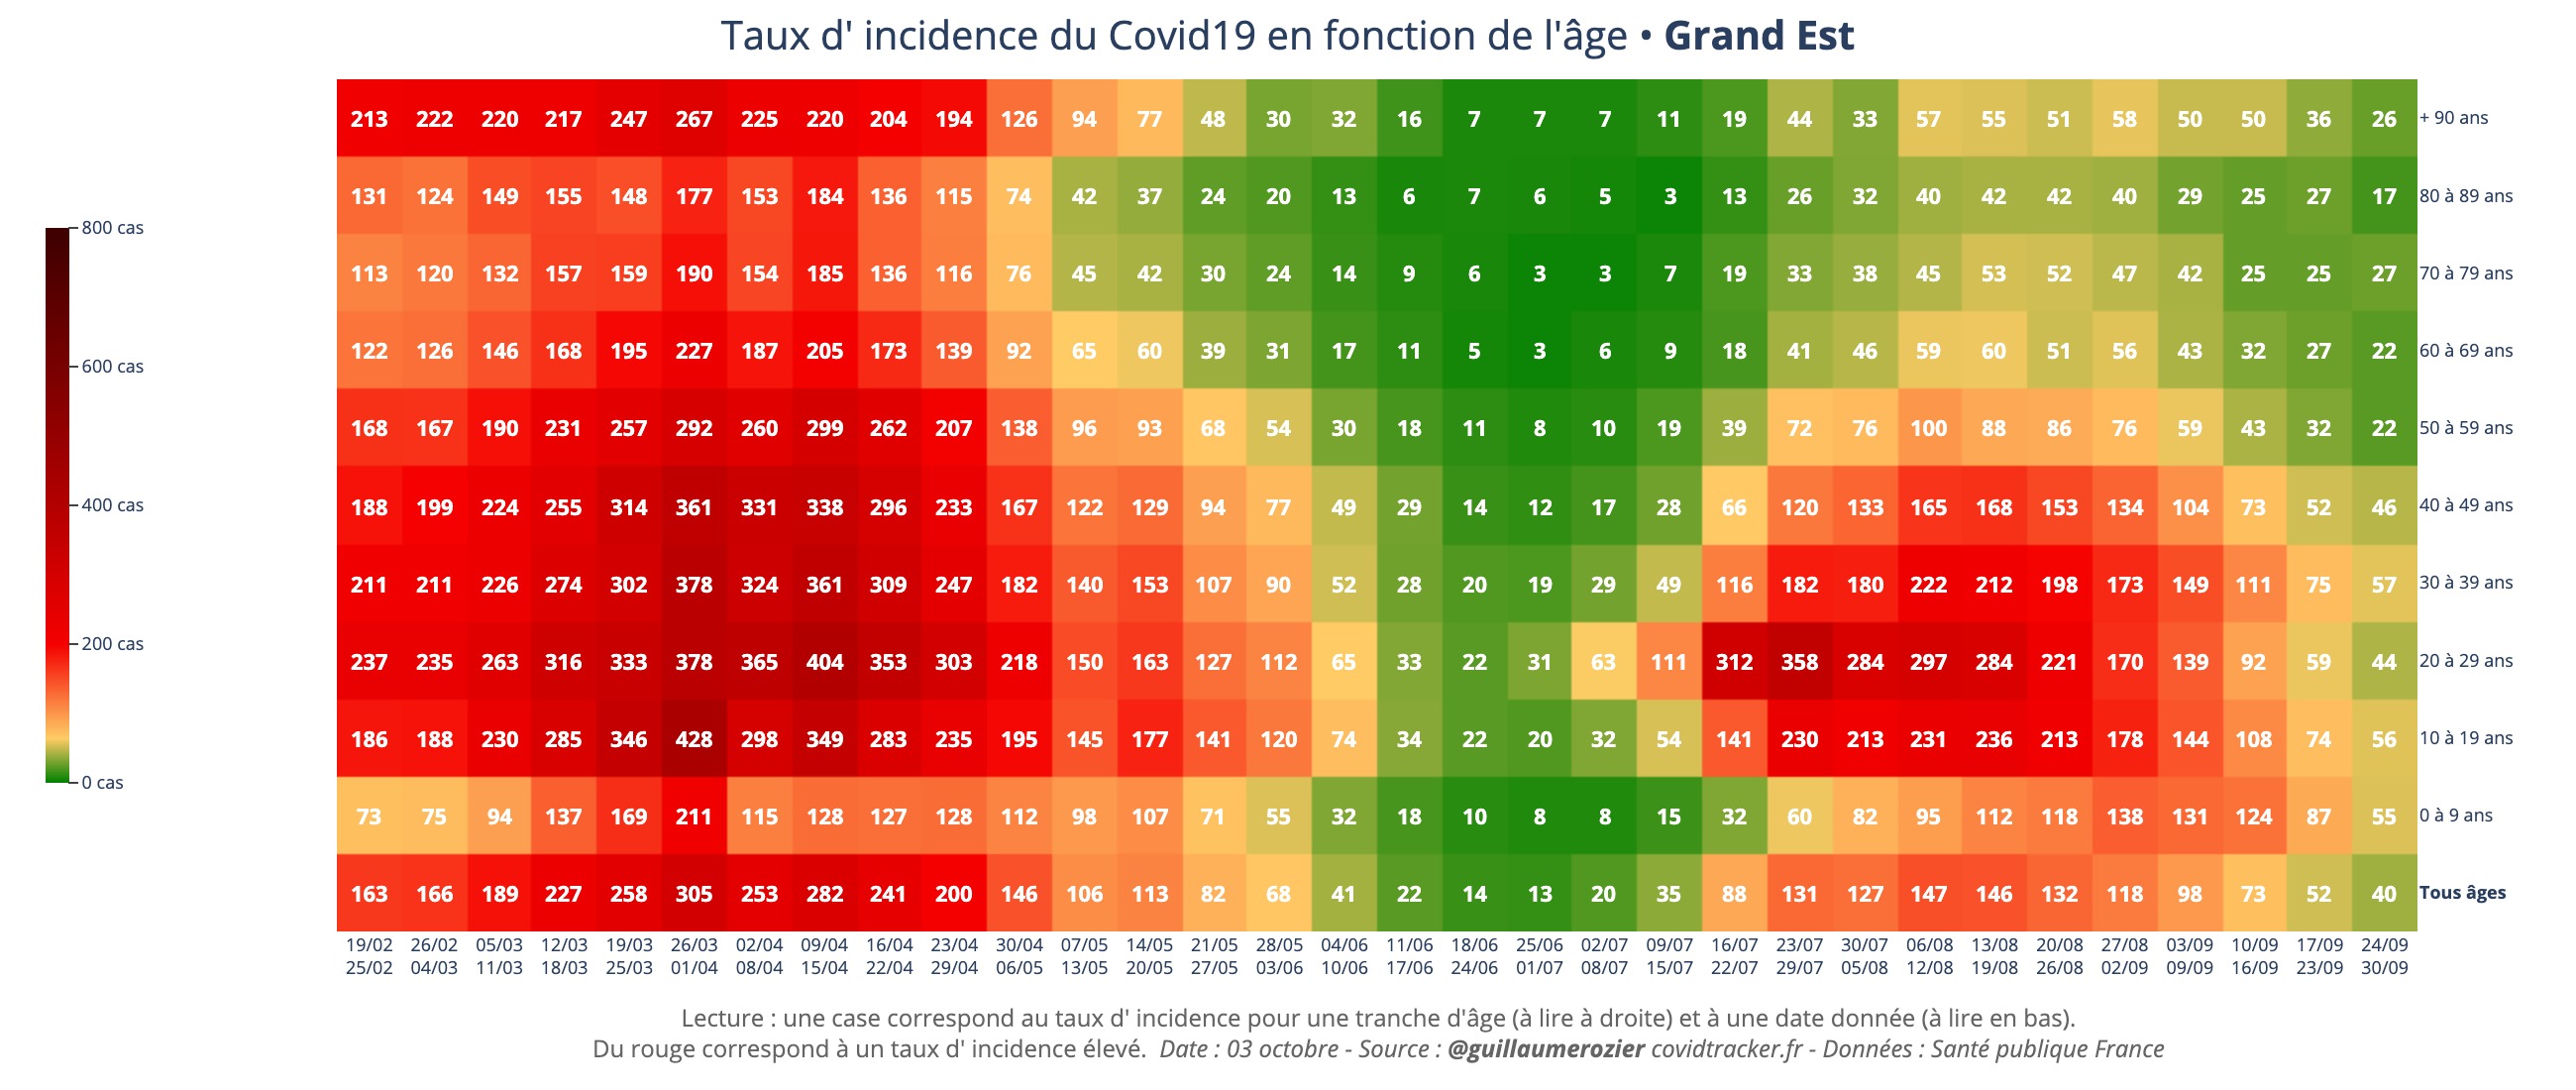 Taux d' incidence du Covid19 en fonction de l'âge • Grand Est
800 cas
600 cas
400 cas
200 cas
0 cas
213 222 220 217 247 267 225 220 204 194 126 94 77 48 30 32 16 7 7 7 11 19 44 33 57 55 51 58 50 50 36 26 + 90 ans
131 124 149 155 148 177 153 184 136 115 74 42 37 24 20 13 6 7 6 5 3 13 26 32 40 42 42 40 29 25 27 17 80 à 89 ans
113 120 132 157 159 190 154 185 136 116 76 45 42 30 24 14 9 6 3 3 7 19 33 38 45 53 52 47 42 25 25 27 70 à 79 ans
122 126 146 168 195 227 187 205 173 139 92 65 60 39 31 17 11 5 3 6 9 18 41 46 59 60 51 56 43 32 27 22 60 à 69 ans
168 167 190 231 257 292 260 299 262 207 138 96 93 68 54 30 18 11 8 10 19 39 72 76 100 88 86 76 59 43 32 22 50 à 59 ans
188 199 224 255 314 361 331 338 296 233 167 122 129 94 77 49 29 14 12 17 28 66 120 133 165 168 153 134 104 73 52 46 40 à 49 ans
211 211 226 274 302 378 324 361 309 247 182 140 153 107 90 52 28 20 19 29 49 116 182 180 222 212 198 173 149 111 75 57 30 à 39 ans
237 235 263 316 333 378 365 404 353 303 218 150 163 127 112 65 33 22 31 63 111 312 358 284 297 284 221 170 139 92 59 44 20 à 29 ans
186 188 230 285 346 428 298 349 283 235 195 145 177 141 120 74 34 22 20 32 54 141 230 213 231 236 213 178 144 108 74 56 10 à 19 ans
73 75 94 137 169 211 115 128 127 128 112 98 107 71 55 32 18 10 8 8 15 32 60 82 95 112 118 138 131 124 87 55 0 à 9 ans
163 166 189 227 258 305 253 282 241 200 146 106 113 82 68 41 22 14 13 20 35 88 131 127 147 146 132 118 98 73 52 40 Tous âges
19/02 26/02 05/03 12/03 19/03 26/03 02/04 09/04 16/04 23/04 30/04 07/05 14/05 21/05 28/05 04/06 11/06 18/06 25/06 02/07 09/07 16/07 23/07 30/07 06/08 13/08 20/08 27/08 03/09 10/09 17/09 24/09
25/02 04/03 11/03 18/03 25/03 01/04 08/04 15/04 22/04 29/04 06/05 13/05 20/05 27/05 03/06 10/06 17/06 24/06 01/07 08/07 15/07 22/07 29/07 05/08 12/08 19/08 26/08 02/09 09/09 16/09 23/09 30/09
Lecture : une case correspond au taux d' incidence pour une tranche d'âge (à lire à droite) et à une date donnée (à lire en bas).
Du rouge correspond à un taux d' incidence élevé. Date : 03 octobre - Source : @guillaumerozier covidtracker.fr - Données : Santé publique France